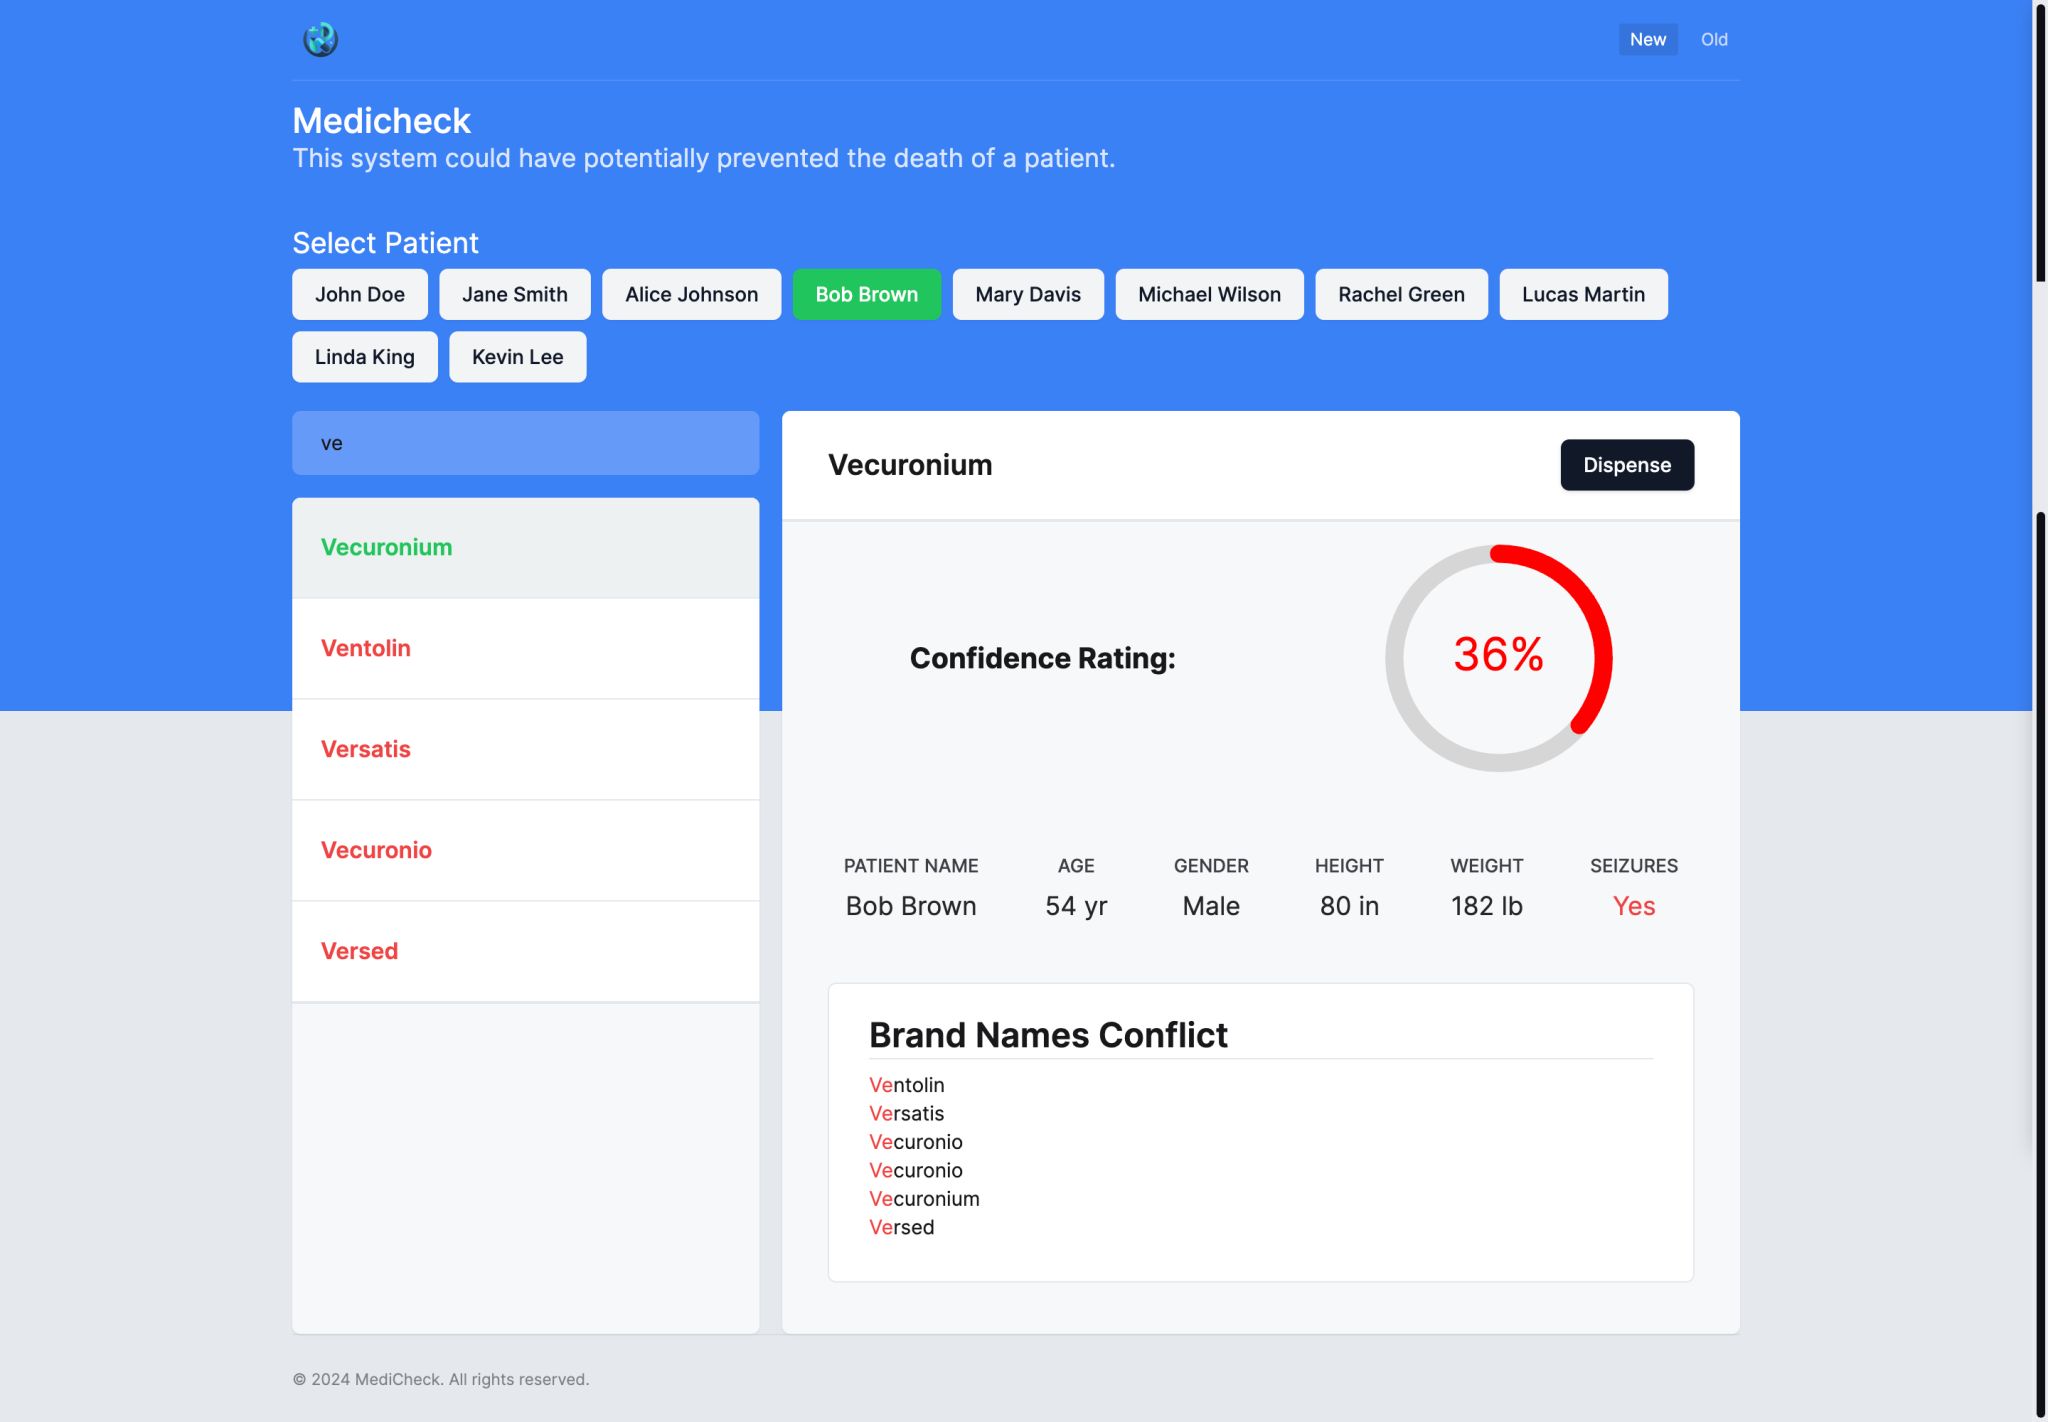 New Old
Medicheck
This system could have potentially prevented the death of a patient.
Select Patient
John Doe Jane Smith Alice Johnson Bob Brown Mary Davis Michael Wilson Rachel Green Lucas Martin
Linda King Kevin Lee
ve
Vecuronium
Ventolin
Versatis
Vecuronio
Versed
Vecuronium Dispense
Confidence Rating: 36%
PATIENT NAME AGE GENDER HEIGHT WEIGHT SEIZURES
Bob Brown 54 yr Male 80 in 182 lb Yes
Brand Names Conflict
Ventolin
Versatis
Vecuronio
Vecuronio
Vecuronium
Versed
© 2024 MediCheck. All rights reserved.